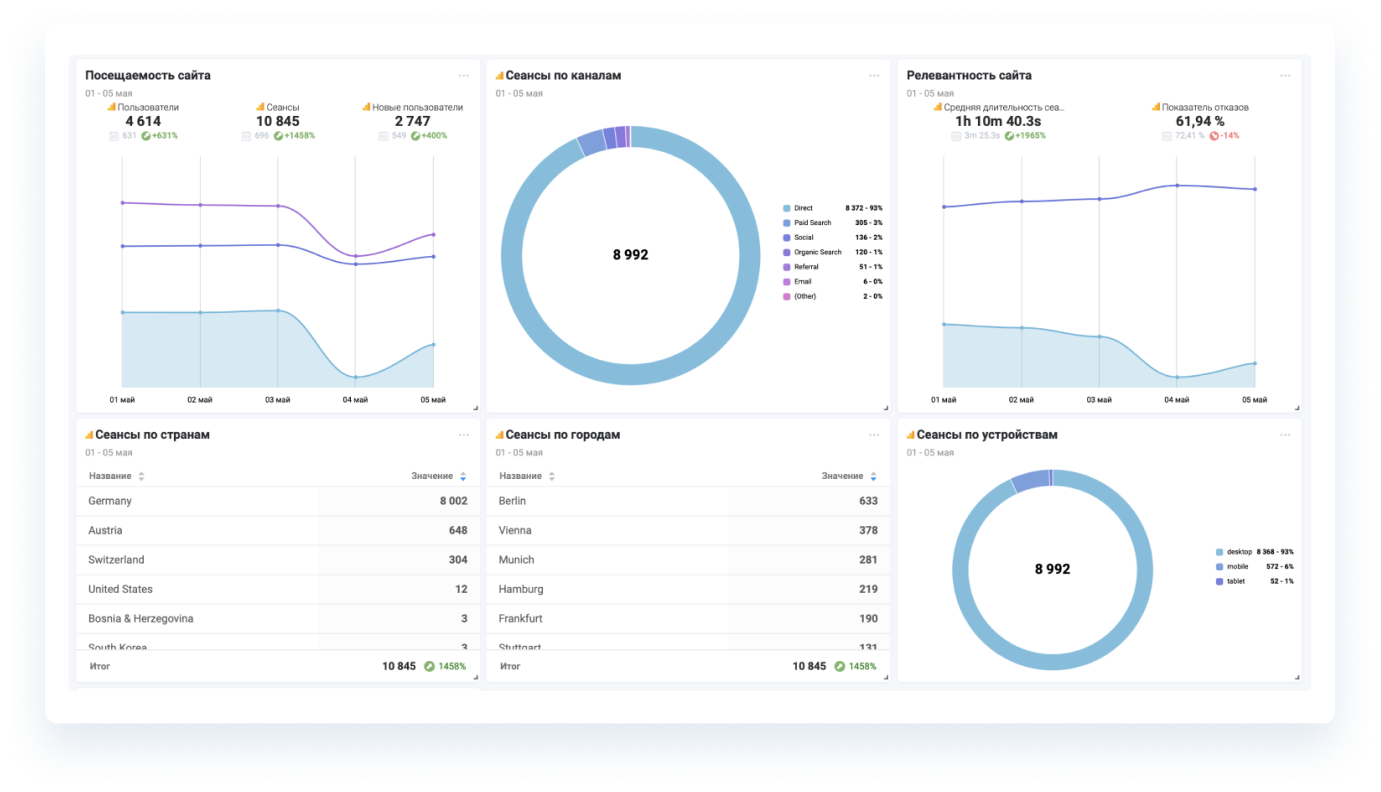 Посещаемость сайта
01 - 05 мая
Пользователи
4 614
631 +631%
Сеансы
10 845
696 +1458%
Новые пользователи
2 747
549 +400%
01 май 02 май 03 май 04 май 05 май
Сеансы по каналам
01 - 05 мая
8 992
Direct 8 372 - 93%
Paid Search 305 - 3%
Social 136 - 2%
Organic Search 120 - 1%
Referral 51 - 1%
Email 6 - 0%
(Other) 2 - 0%
Релевантность сайта
01 - 05 мая
Средняя длительность сеа...
1h 10m 40.3s
3m 25.3s +1965%
Показатель отказов
61,94 %
72,41 % -14%
01 май 02 май 03 май 04 май 05 май
Сеансы по странам
01 - 05 мая
Название Значение
Germany 8 002
Austria 648
Switzerland 304
United States 12
Bosnia & Herzegovina 3
South Korea 3
Итог 10 845 1458%
Сеансы по городам
01 - 05 мая
Название Значение
Berlin 633
Vienna 378
Munich 281
Hamburg 219
Frankfurt 190
Stuttgart 131
Итог 10 845 1458%
Сеансы по устройствам
01 - 05 мая
8 992
desktop 8 368 - 93%
mobile 572 - 6%
tablet 52 - 1%